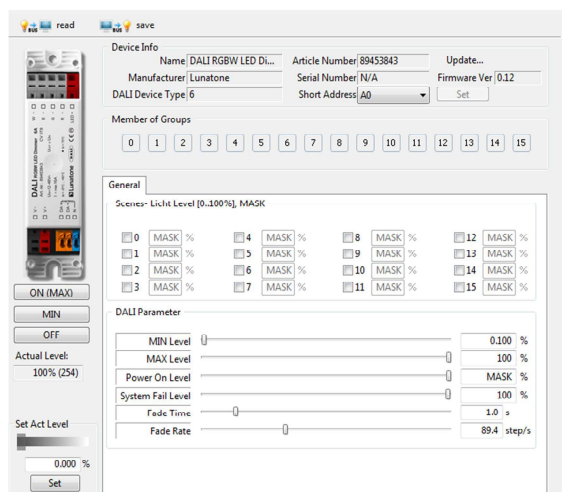 read save
Device Info
Name DALI RGBW LED Di... Article Number 89453843 Update...
Manufacturer Lunatone Serial Number N/A Firmware Ver 0.12
DALI Device Type 6 Short Address A0 Set
Member of Groups
0 1 2 3 4 5 6 7 8 9 10 11 12 13 14 15
General
Scenes- Licht Level [0..100%], MASK
0 MASK % 4 MASK % 8 MASK % 12 MASK %
1 MASK % 5 MASK % 9 MASK % 13 MASK %
2 MASK % 6 MASK % 10 MASK % 14 MASK %
3 MASK % 7 MASK % 11 MASK % 15 MASK %
DALI Parameter
MIN Level 0.100 %
MAX Level 100 %
Power On Level MASK %
System Fail Level 100 %
Fade Time 1.0 s
Fade Rate 89.4 step/s
DALI RGBW LED Dimmer
Lunatone
ON (MAX)
MIN
OFF
Actual Level:
100% (254)
Set Act Level
0.000 %
Set